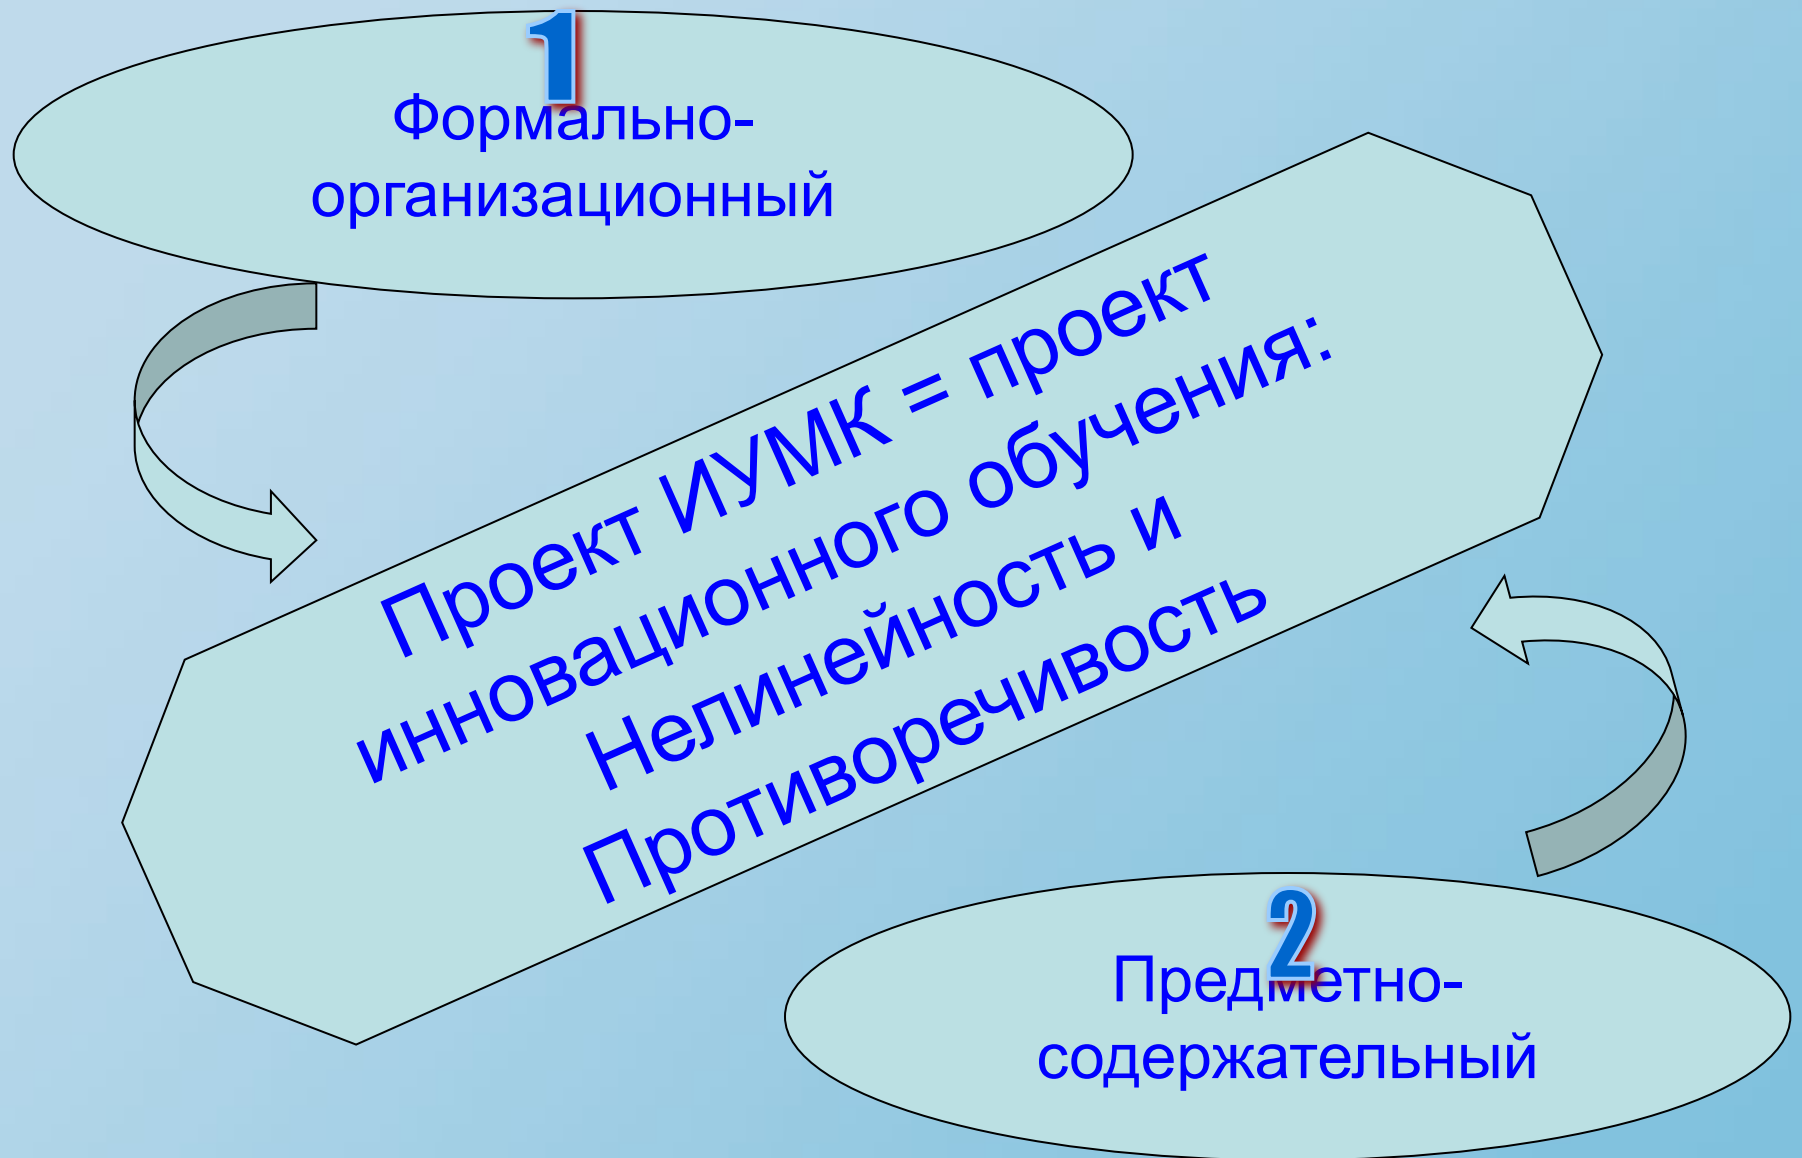 1
Формально-
организационный
Проект ИУМК = проект
инновационного обучения:
Нелинейность и
Противоречивость
2
Предметно-
содержательный